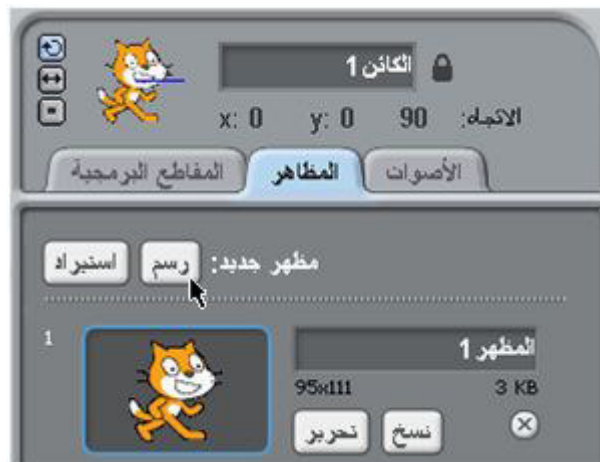 الكائن 1
x: 0 y: 0 90 الاتجاه:
المقاطع البرمجية المظاهر الأصوات
مظهر جديد: رسم استيراد
1
المظهر 1
95x111 3 KB
نسخ تحرير